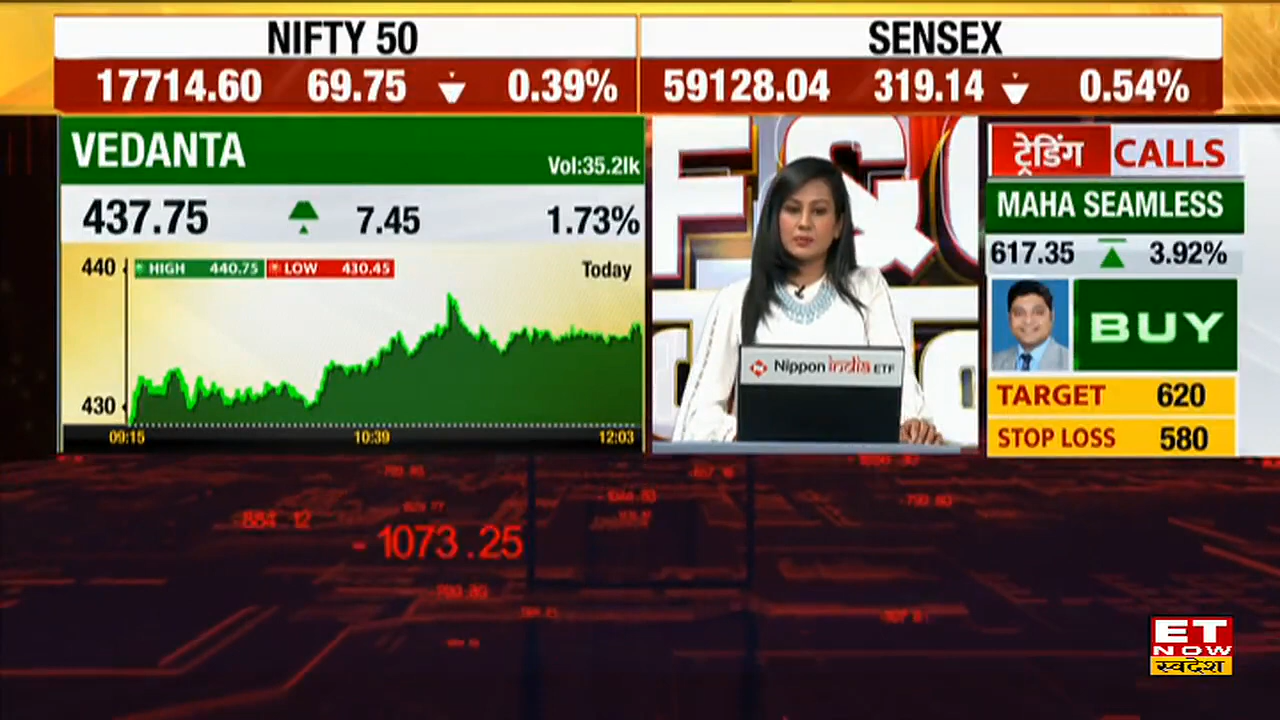 NIFTY 50
17714.60 69.75 0.39%
SENSEX
59128.04 319.14 0.54%
VEDANTA
Vol:35.2lk
437.75 7.45 1.73%
440
HIGH 440.75 LOW 430.45
Today
430
09:15 10:39 12:03
F&O
Nippon india ETF
ट्रेडिंग CALLS
MAHA SEAMLESS
617.35 3.92%
BUY
TARGET 620
STOP LOSS 580
-884.12
-1073.25
ET
NOW
स्वदेश